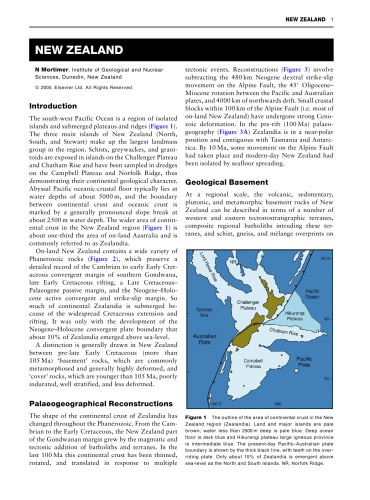 NEW ZEALAND 1
NEW ZEALAND
N Mortimer, Institute of Geological and Nuclear
Sciences, Dunedin, New Zealand
© 2005, Elsevier Ltd. All Rights Reserved.
Introduction
The south-west Pacific Ocean is a region of isolated
islands and submerged plateaus and ridges (Figure 1).
The three main islands of New Zealand (North,
South, and Stewart) make up the largest landmass
group in the region. Schists, greywackes, and grani-
toids are exposed in islands on the Challenger Plateau
and Chatham Rise and have been sampled in dredges
on the Campbell Plateau and Norfolk Ridge, thus
demonstrating their continental geological character.
Abyssal Pacific oceanic-crustal floor typically lies at
water depths of about 5000 m, and the boundary
between continental crust and oceanic crust is
marked by a generally pronounced slope break at
about 2500 m water depth. The wider area of contin-
ental crust in the New Zealand region (Figure 1) is
about one-third the area of on-land Australia and is
commonly referred to as Zealandia.
On-land New Zealand contains a wide variety of
Phanerozoic rocks (Figure 2), which preserve a
detailed record of the Cambrian to early Early Cret-
aceous convergent margin of southern Gondwana,
late Early Cretaceous rifting, a Late Cretaceous–
Palaeogene passive margin, and the Neogene–Holo-
cene active convergent and strike-slip margin. So
much of continental Zealandia is submerged be-
cause of the widespread Cretaceous extension and
rifting. It was only with the development of the
Neogene–Holocene convergent plate boundary that
about 10% of Zealandia emerged above sea-level.
A distinction is generally drawn in New Zealand
between pre-late Early Cretaceous (more than
105 Ma) 'basement' rocks, which are commonly
metamorphosed and generally highly deformed, and
'cover' rocks, which are younger than 105 Ma, poorly
indurated, well stratified, and less deformed.
Palaeogeographical Reconstructions
The shape of the continental crust of Zealandia has
changed throughout the Phanerozoic. From the Cam-
brian to the Early Cretaceous, the New Zealand part
of the Gondwanan margin grew by the magmatic and
tectonic addition of batholiths and terranes. In the
last 100 Ma this continental crust has been thinned,
rotated, and translated in response to multiple
tectonic events. Reconstructions (Figure 3) involve
subtracting the 480 km Neogene dextral strike-slip
movement on the Alpine Fault, the 45° Oligocene–
Miocene rotation between the Pacific and Australian
plates, and 4000 km of northwards drift. Small crustal
blocks within 100 km of the Alpine Fault (i.e. most of
on-land New Zealand) have undergone strong Ceno-
zoic deformation. In the pre-rift (100 Ma) palaeo-
geography (Figure 3A) Zealandia is in a near-polar
position and contiguous with Tasmania and Antarc-
tica. By 10 Ma, some movement on the Alpine Fault
had taken place and modern-day New Zealand had
been isolated by seafloor spreading.
Geological Basement
At a regional scale, the volcanic, sedimentary,
plutonic, and metamorphic basement rocks of New
Zealand can be described in terms of a number of
western and eastern tectonostratigraphic terranes,
composite regional batholiths intruding these ter-
ranes, and schist, gneiss, and mélange overprints on
Lord Howe Rise
NR
Pacific
Ocean
Challenger
Plateau
Tasman
Sea
Hikurangi
Plateau
Chatham Rise
Australian
Plate
Campbell
Plateau
Pacific
Plate
Figure 1 The outline of the area of continental crust in the New
Zealand region (Zealandia). Land and major islands are pale
brown; water less than 2500 m deep is pale blue. Deep ocean
floor is dark blue and Hikurangi plateau large igneous province
is intermediate blue. The present-day Pacific–Australian plate
boundary is shown by the thick black line, with teeth on the over-
riding plate. Only about 10% of Zealandia is emergent above
sea-level as the North and South Islands. NR, Norfolk Ridge.